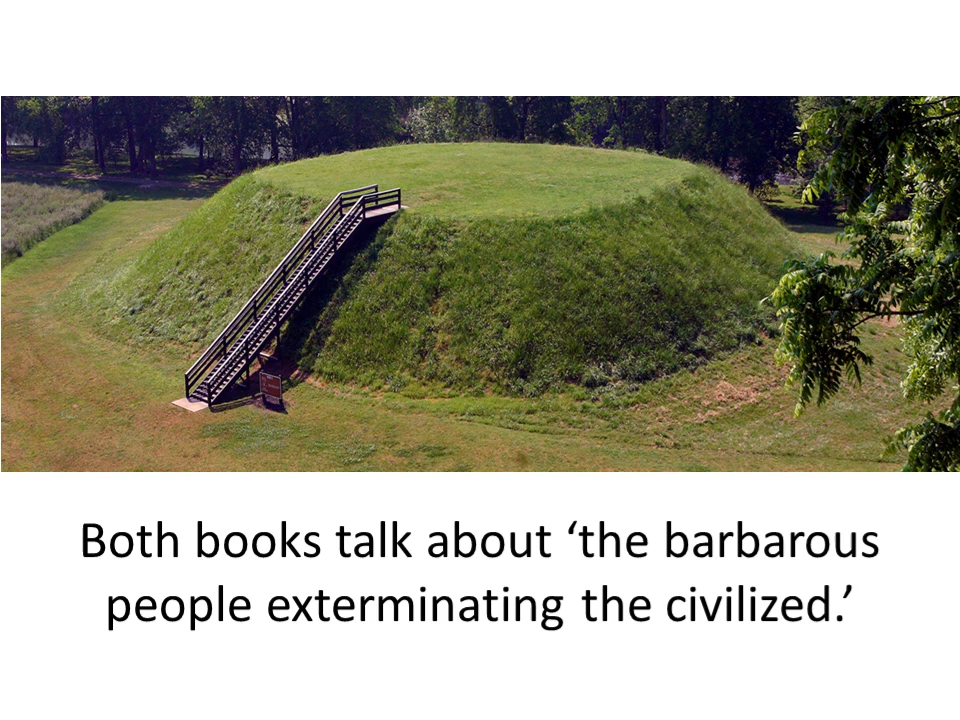 Both books talk about ‘the barbarous
people exterminating the civilized.’